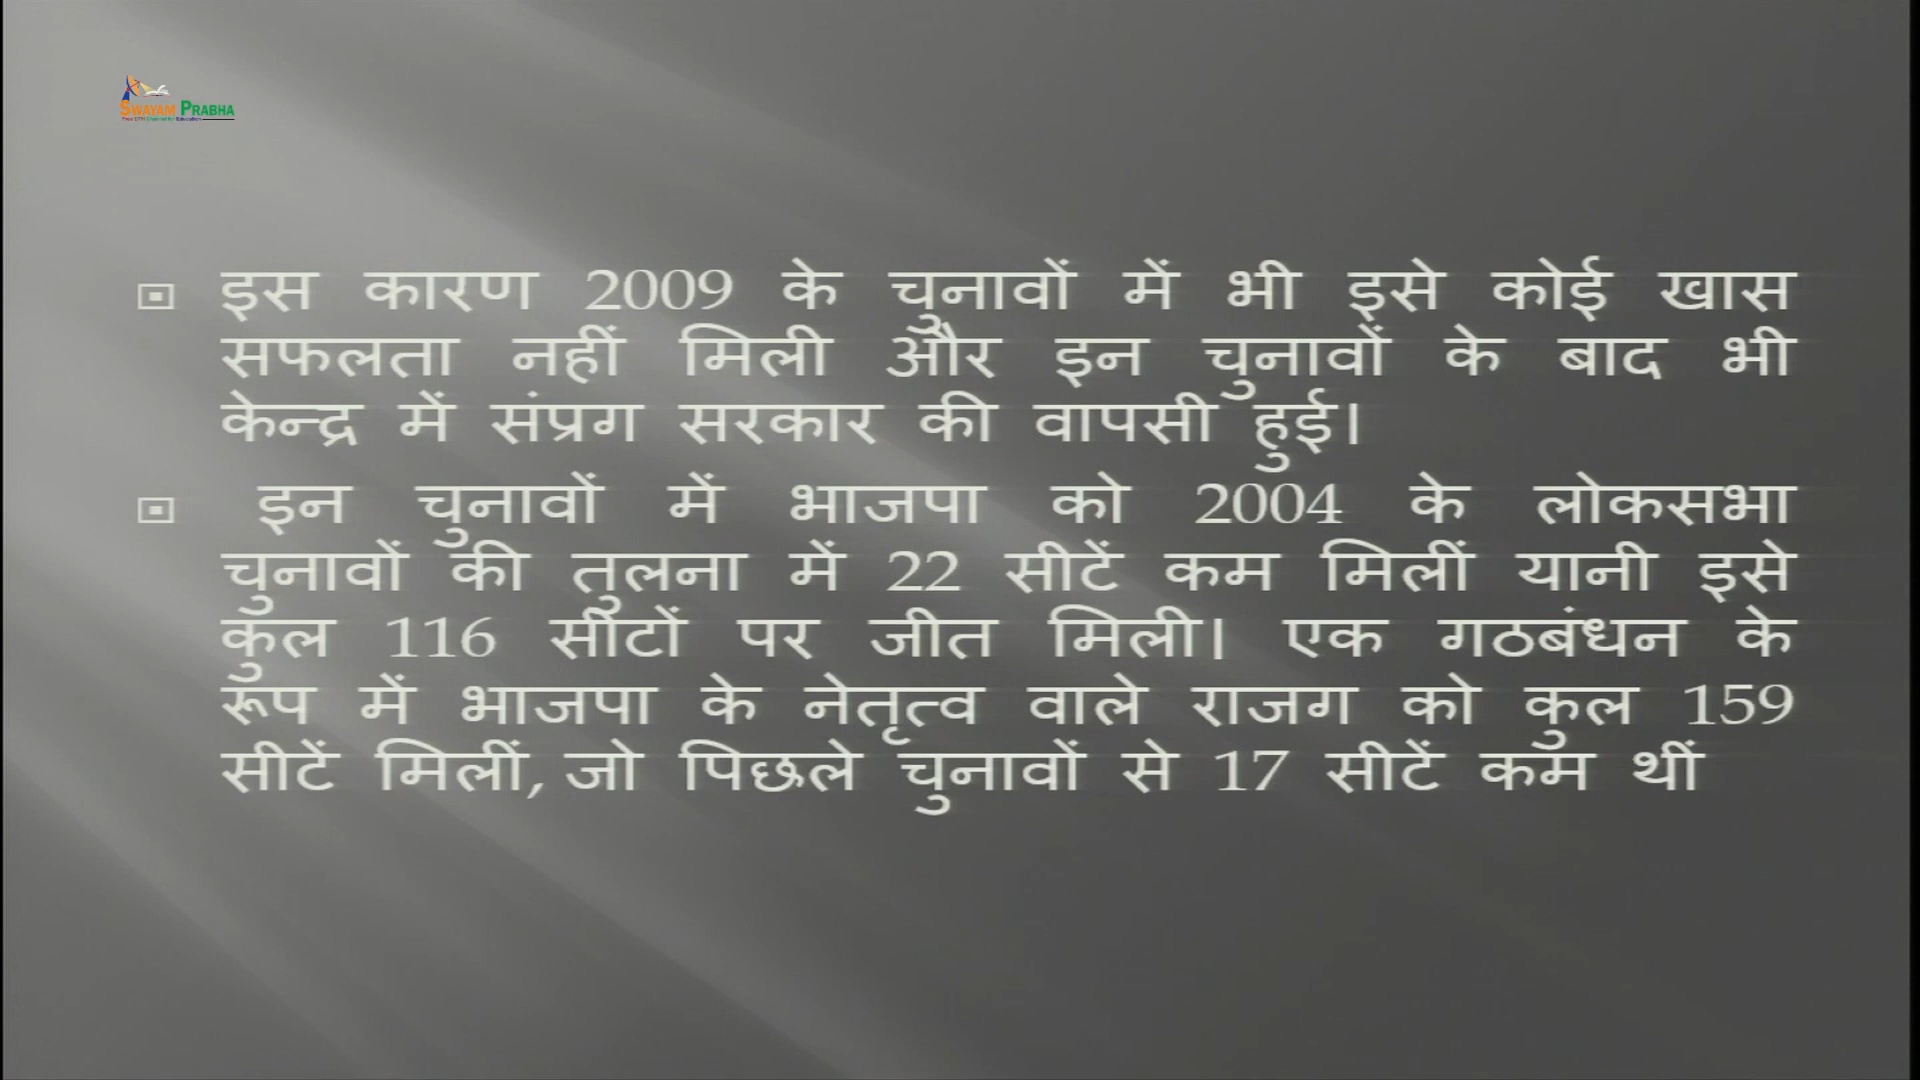 SWAYAM PRABHA
इस कारण 2009 के चुनावों में भी इसे कोई खास
सफलता नहीं मिली और इन चुनावों के बाद भी
केन्द्र में संप्रग सरकार की वापसी हुई।
इन चुनावों में भाजपा को 2004 के लोकसभा
चुनावों की तुलना में 22 सीटें कम मिलीं यानी इसे
कुल 116 सीटों पर जीत मिली। एक गठबंधन के
रूप में भाजपा के नेतृत्व वाले राजग को कुल 159
सीटें मिलीं, जो पिछले चुनावों से 17 सीटें कम थीं